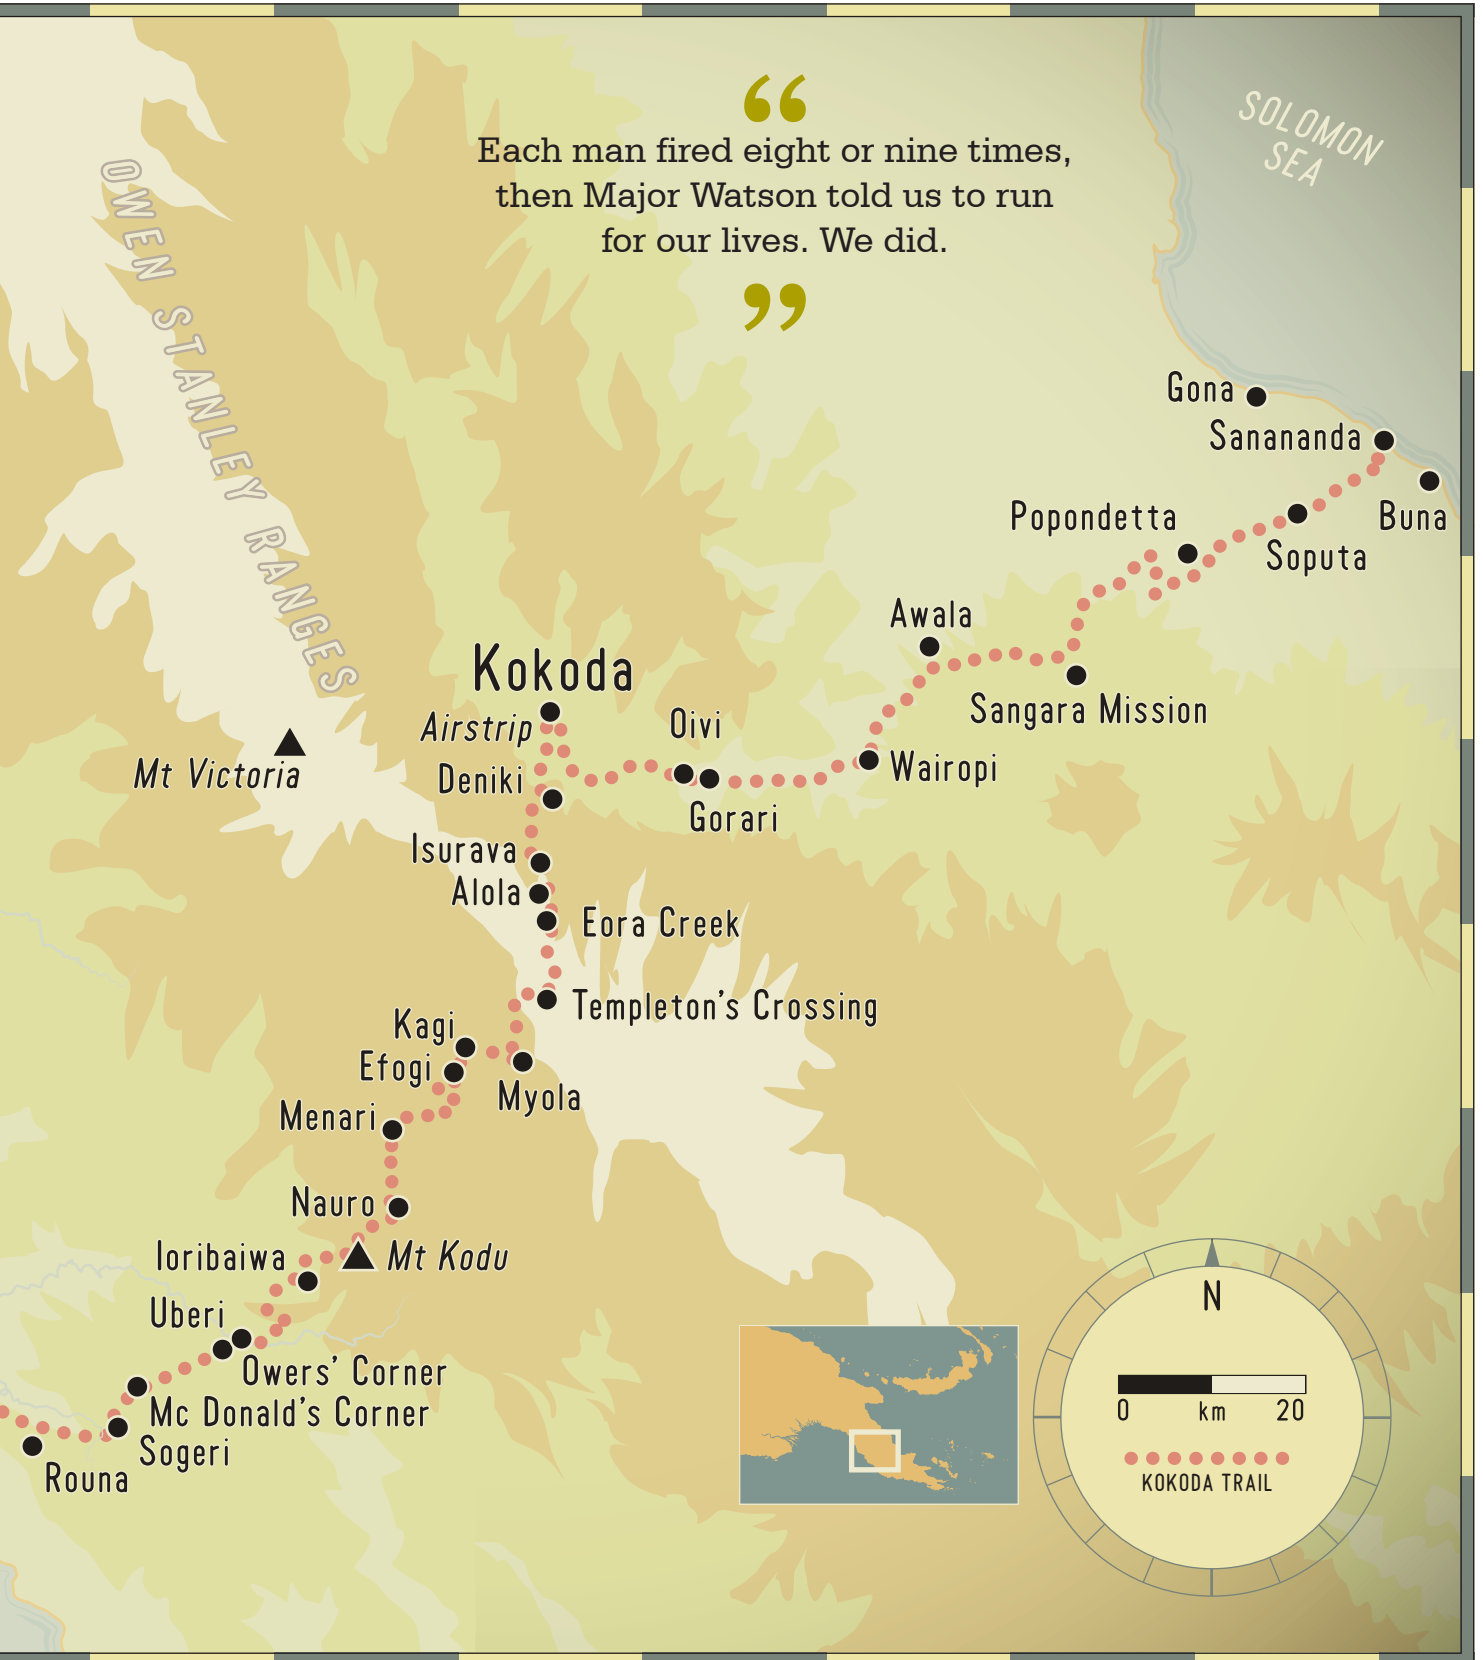 “
Each man fired eight or nine times,
then Major Watson told us to run
for our lives. We did.
”
SOLOMON
SEA
OWEN STANLEY RANGES
Gona
Sanananda
Buna
Popondetta
Soputa
Awala
Sangara Mission
Kokoda
Airstrip
Oivi
Mt Victoria
Deniki
Wairopi
Gorari
Isurava
Alola
Eora Creek
Templeton’s Crossing
Kagi
Efogi
Myola
Menari
Nauro
Ioribaiwa
Mt Kodu
Uberi
Owers’ Corner
Mc Donald’s Corner
Sogeri
Rouna
N
0 km 20
KOKODA TRAIL